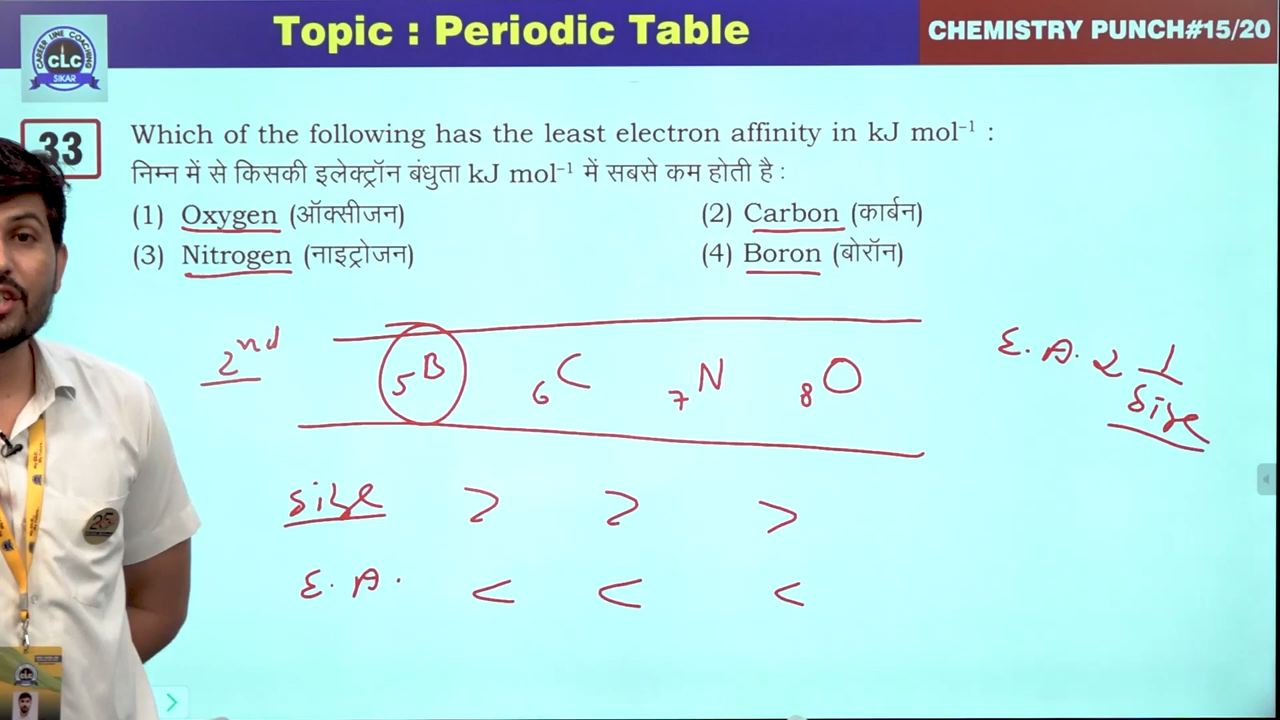 Topic : Periodic Table
CHEMISTRY PUNCH#15/20
CAREER LINE COACHING
CLC
SIKAR
33
Which of the following has the least electron affinity in kJ mol⁻¹ :
निम्न में से किसकी इलेक्ट्रॉन बंधुता kJ mol⁻¹ में सबसे कम होती है :
(1) Oxygen (ऑक्सीजन)
(2) Carbon (कार्बन)
(3) Nitrogen (नाइट्रोजन)
(4) Boron (बोरॉन)
2nd
₅B ₆C ₇N ₈O
E.A. α 1/Size
Size > > >
E.A. < < <
25
CLC